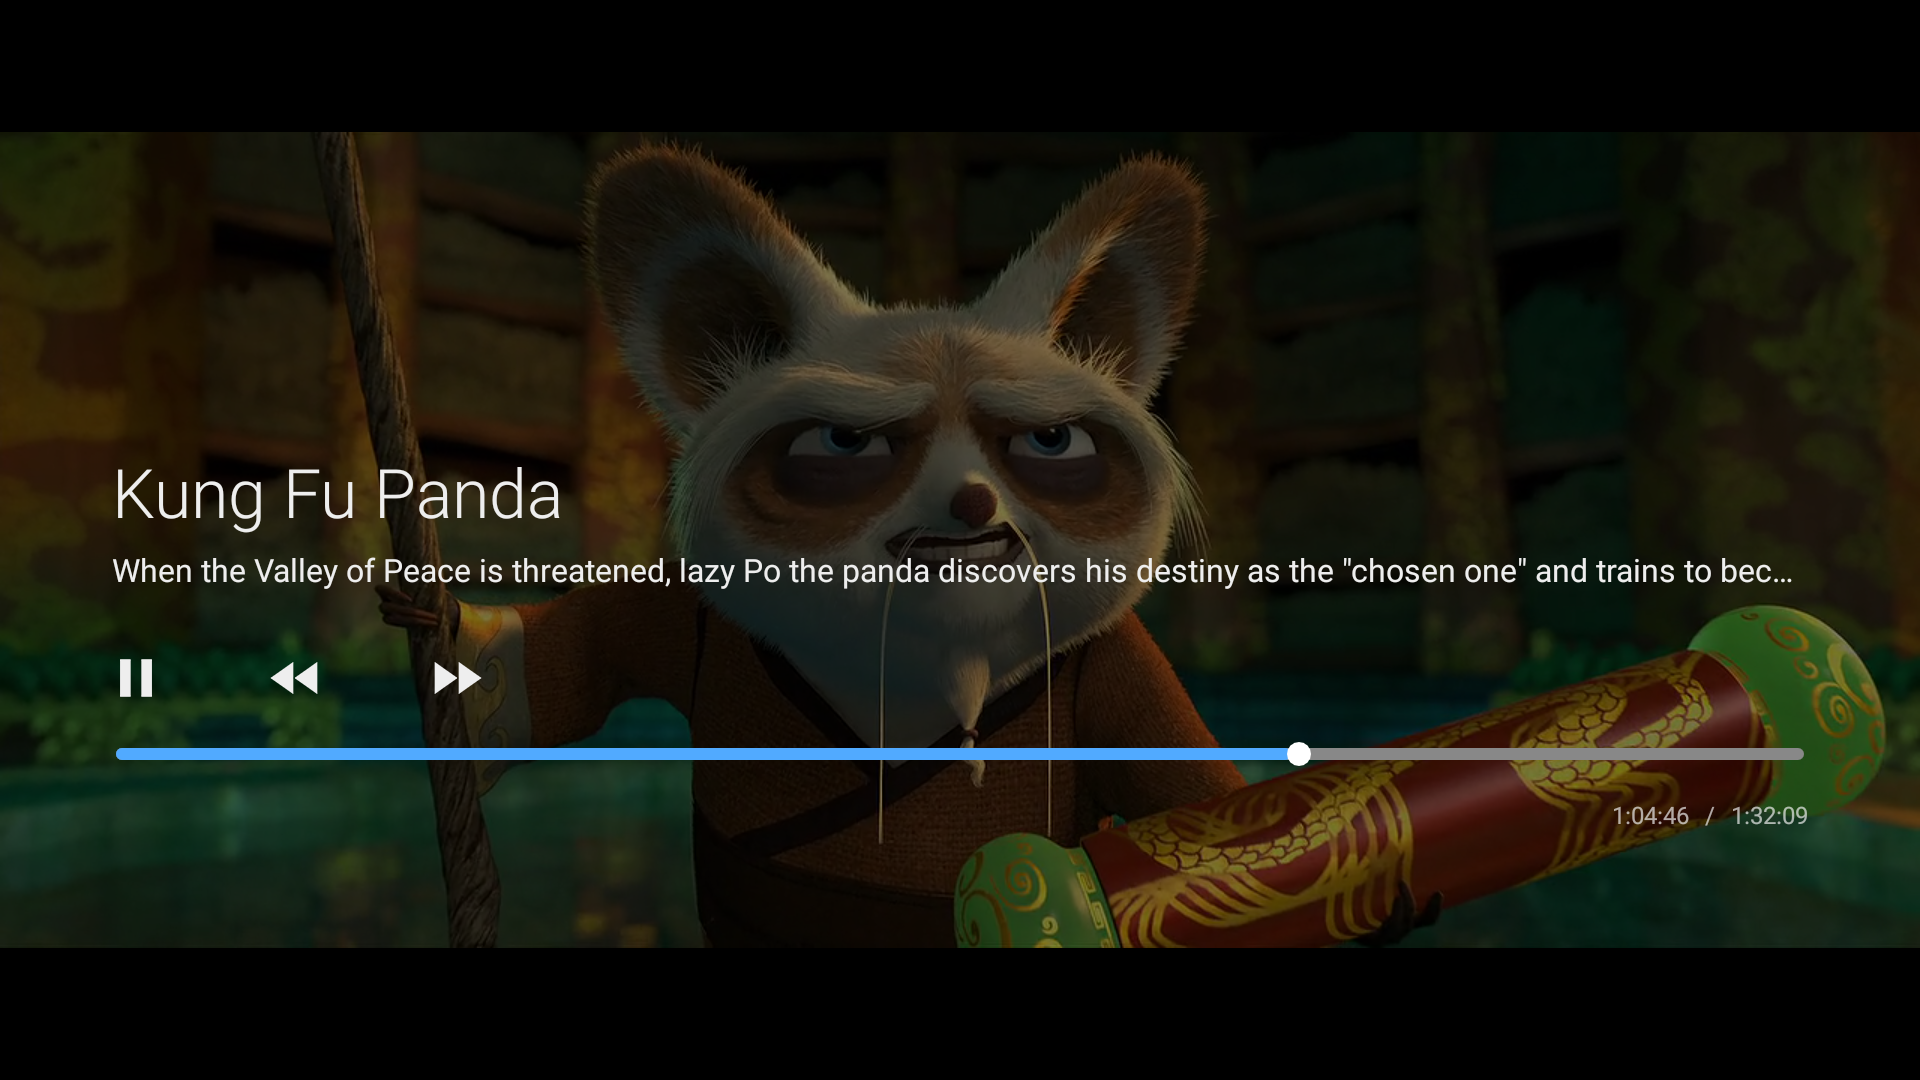 Kung Fu Panda
When the Valley of Peace is threatened, lazy Po the panda discovers his destiny as the "chosen one" and trains to bec...
1:04:46 / 1:32:09